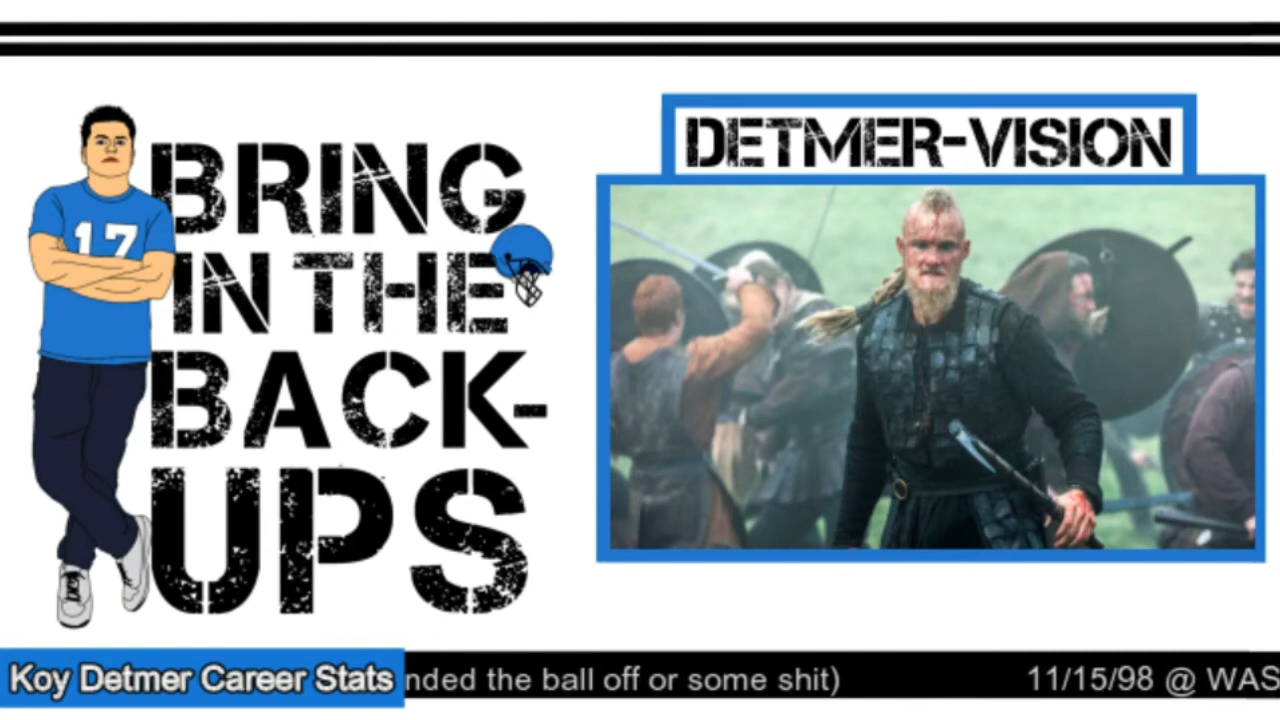 BRING
IN THE
BACK-
UPS
17
DETMER-VISION
Koy Detmer Career Stats
nded the ball off or some shit)
11/15/98 @ WAS